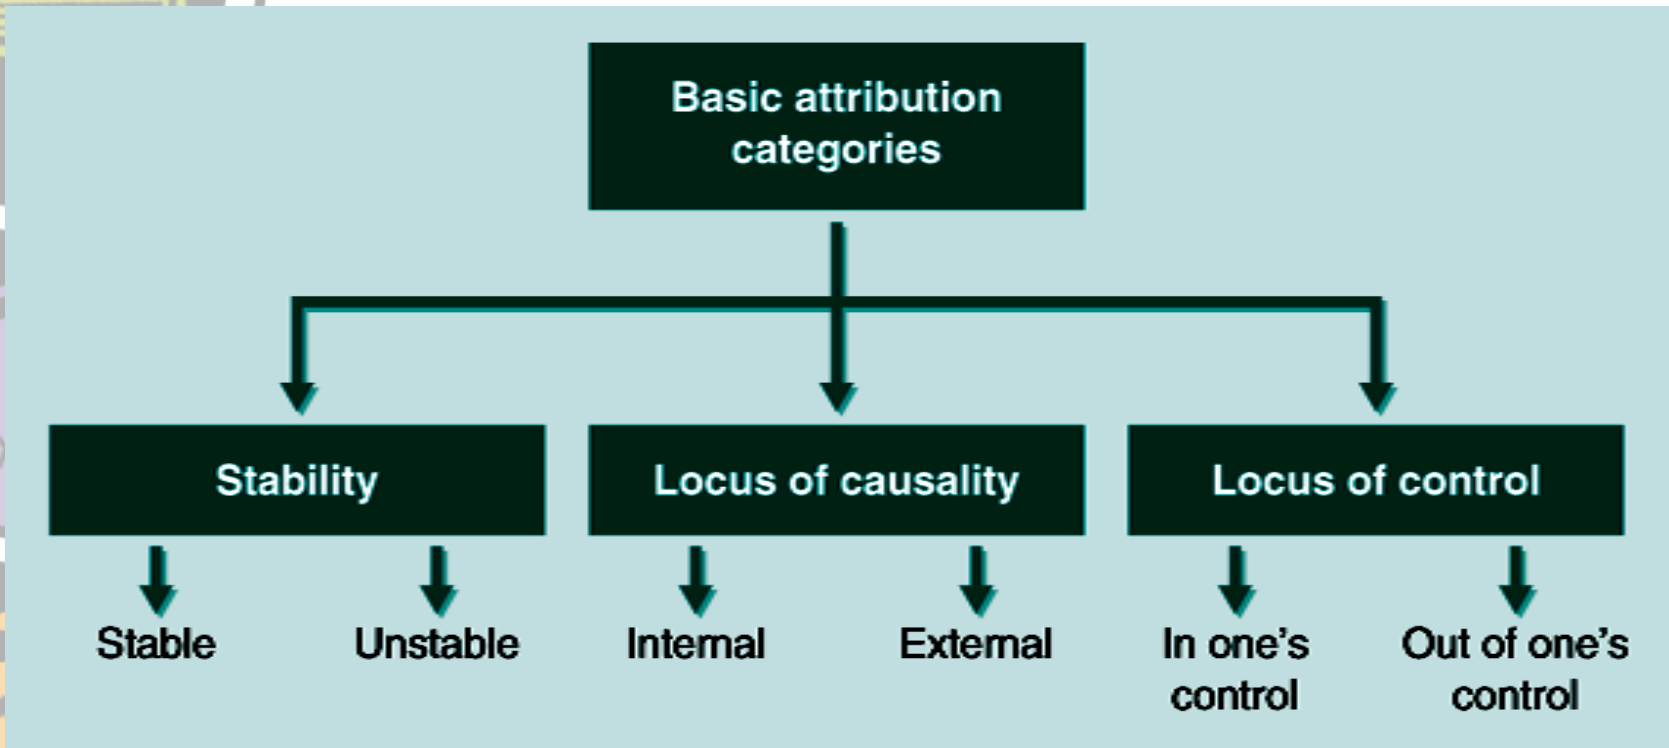 Basic attribution
categories
Stability
Locus of causality
Locus of control
Stable
Unstable
Internal
External
In one's
control
Out of one's
control